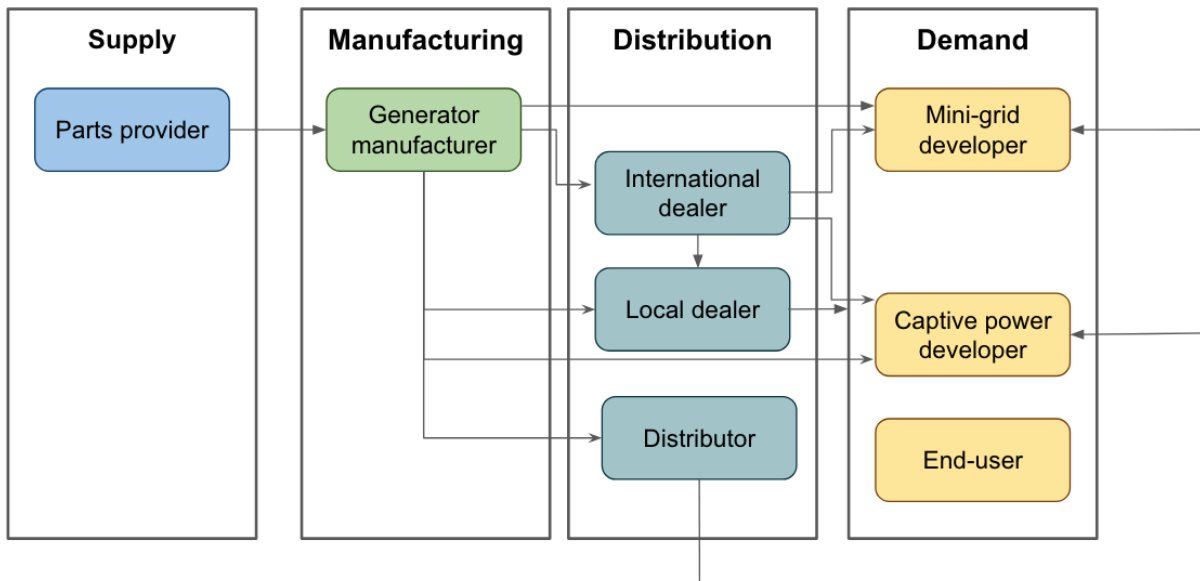 Supply
Manufacturing
Distribution
Demand
Parts provider
Generator
manufacturer
Mini-grid
developer
International
dealer
Local dealer
Captive power
developer
Distributor
End-user